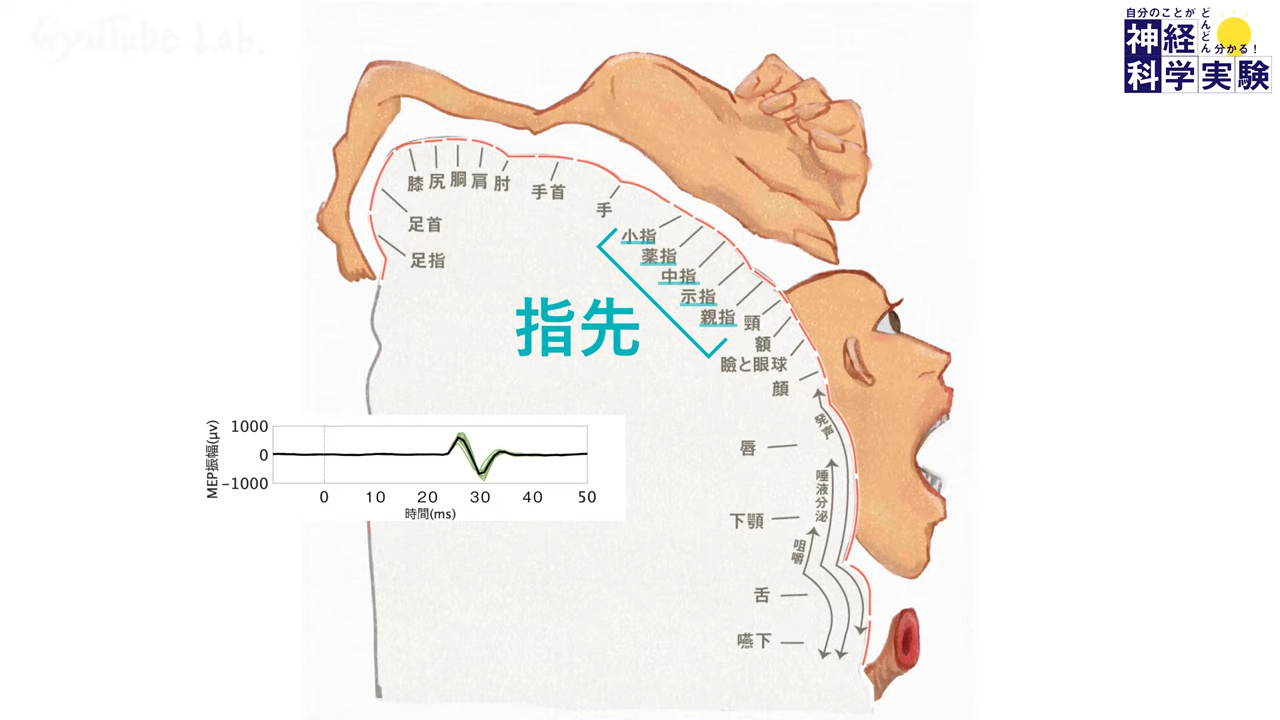 GyuTube Lab.
自分のことが
どんどん
分かる！
神経
科学実験
膝
尻
胴
肩
肘
手首
手
足首
足指
小指
薬指
中指
示指
親指
頸
額
瞼と眼球
顔
指先
発声
唇
唾液分泌
下顎
咀嚼
舌
嚥下
MEP振幅(μv)
1000
0
−1000
0 10 20 30 40 50
時間(ms)